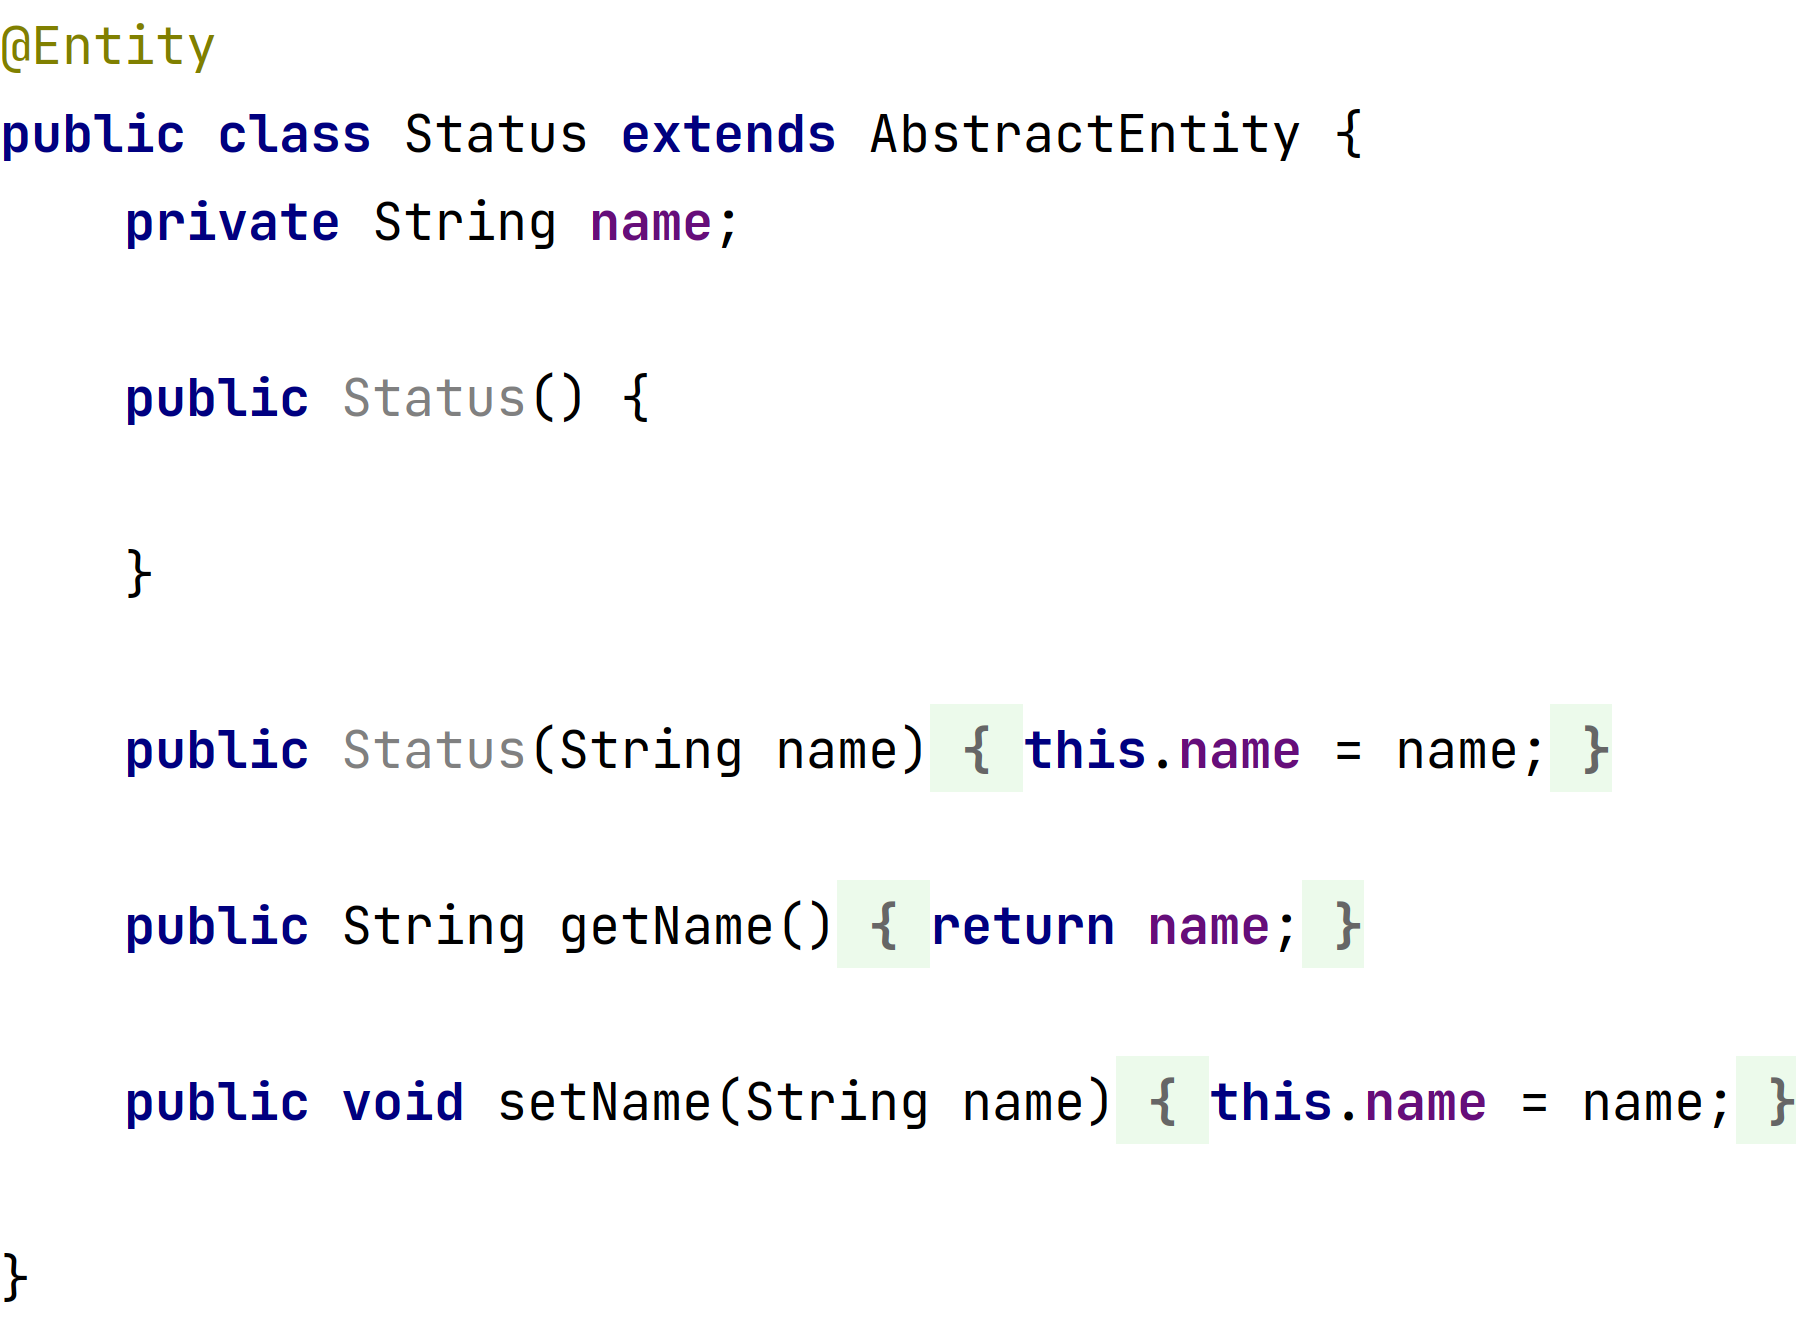 @Entity
public class Status extends AbstractEntity {
    private String name;

    public Status() {

    }

    public Status(String name) { this.name = name; }

    public String getName() { return name; }

    public void setName(String name) { this.name = name; }

}